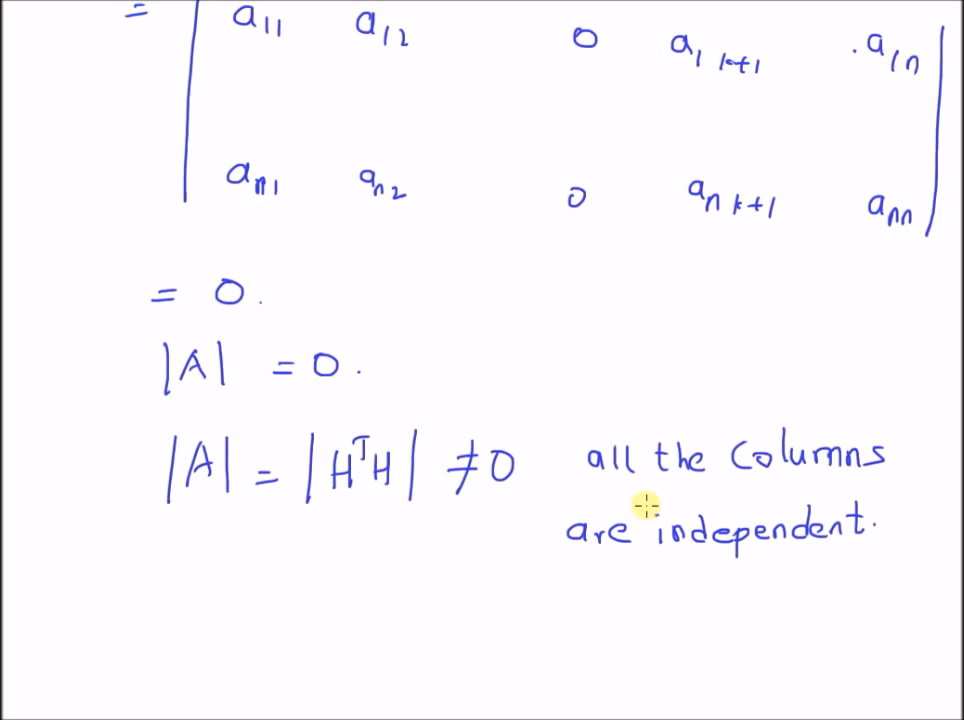 = | a₁₁ a₁₂ 0 a₁ ₖ₊₁ .a₁ₙ |
| aₙ₁ aₙ₂ 0 aₙ ₖ₊₁ aₙₙ |
= 0.
|A| = 0.
|A| = |HᵀH| ≠ 0 all the columns
are independent.